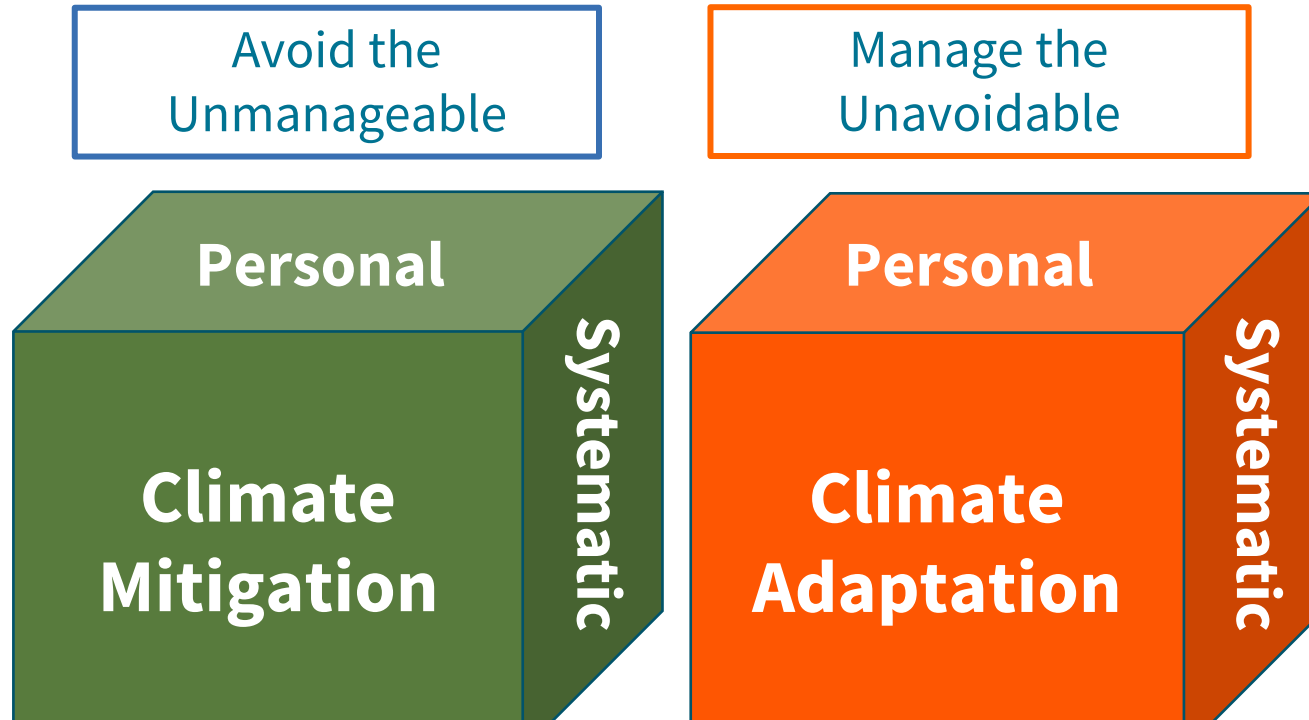 Avoid the
Unmanageable
Manage the
Unavoidable
Personal
Systematic
Climate
Mitigation
Personal
Systematic
Climate
Adaptation